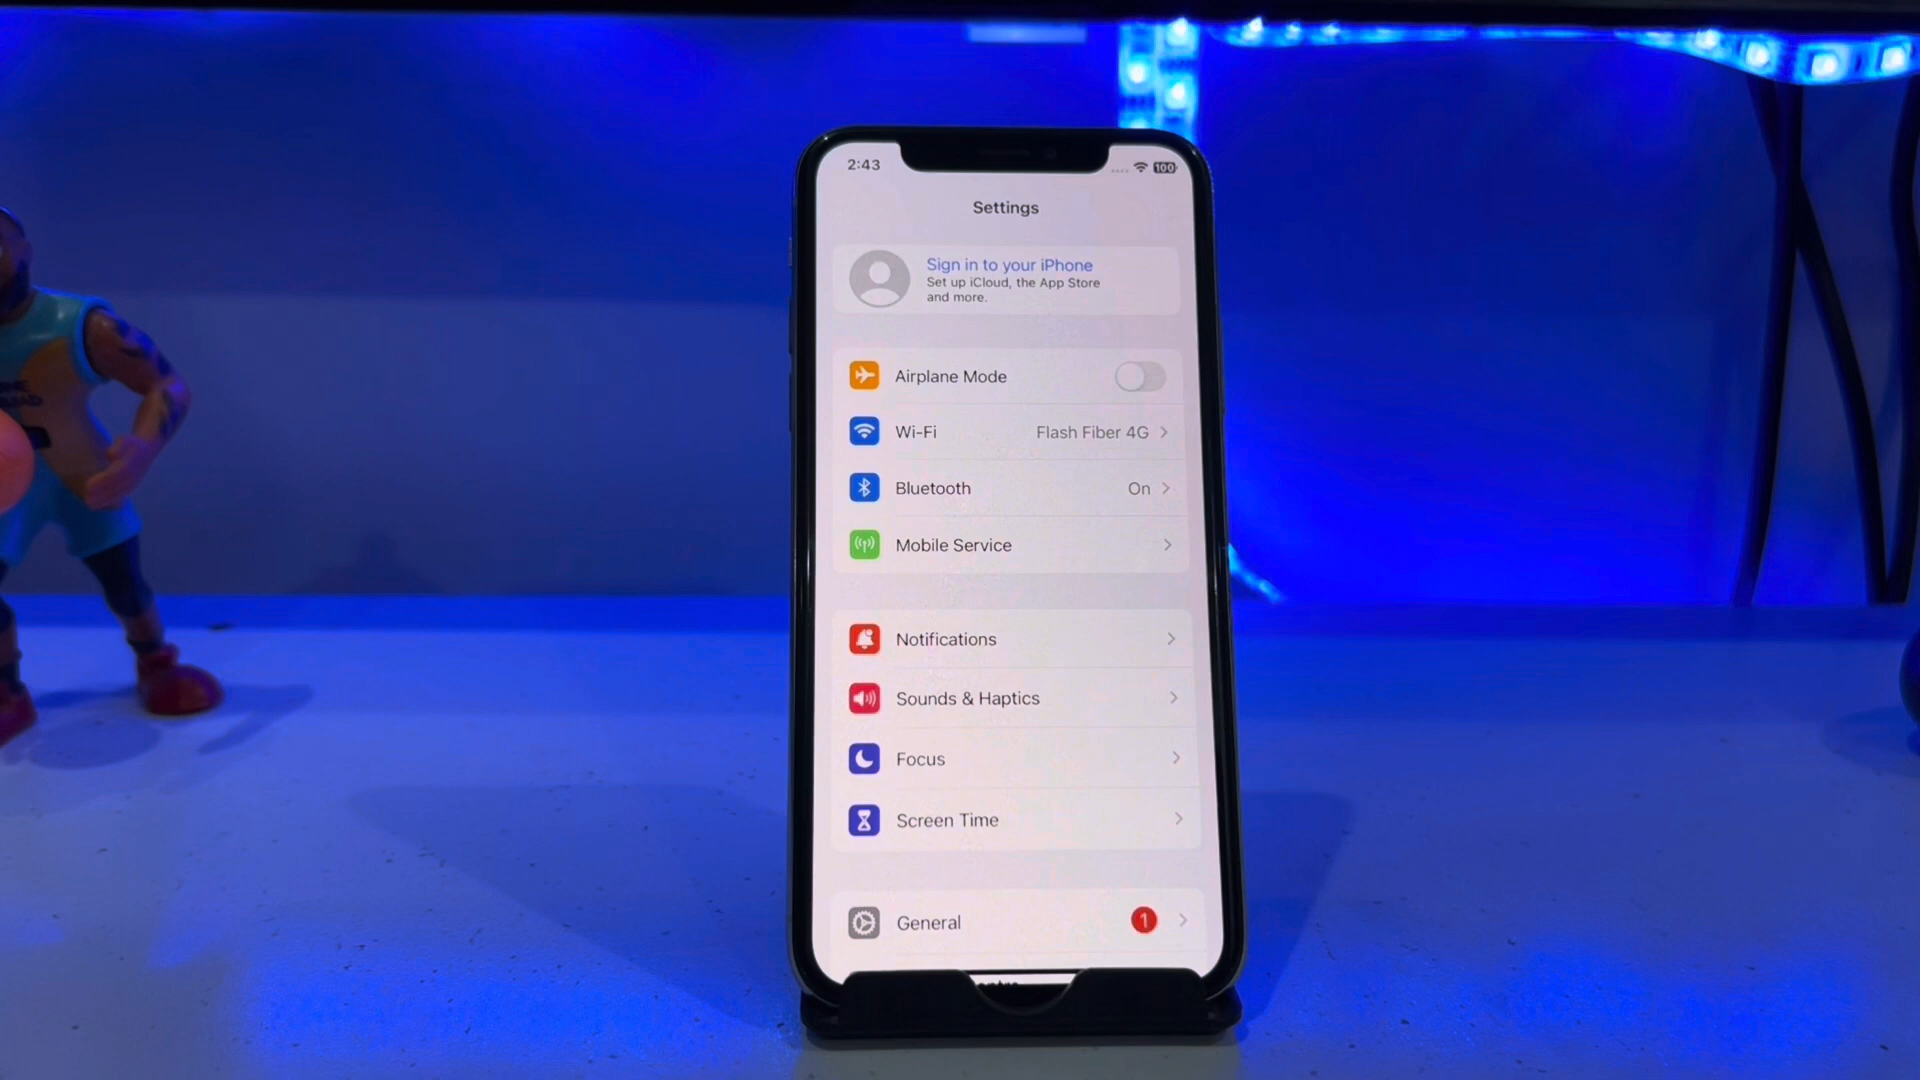 2:43
100
Settings
Sign in to your iPhone
Set up iCloud, the App Store
and more.
Airplane Mode
Wi-Fi
Flash Fiber 4G
Bluetooth
On
Mobile Service
Notifications
Sounds & Haptics
Focus
Screen Time
General
1